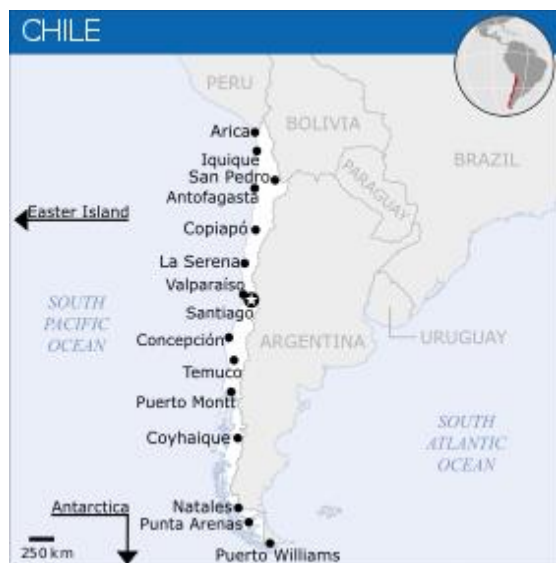 CHILE
PERU
BOLIVIA
Arica
Iquique
BRAZIL
San Pedro
PARAGUAY
Antofagasta
Easter Island
Copiapó
La Serena
Valparaíso
SOUTH
PACIFIC
OCEAN
Santiago
Concepción
ARGENTINA
URUGUAY
Temuco
Puerto Montt
SOUTH
ATLANTIC
OCEAN
Coyhaique
Antarctica
Natales
Punta Arenas
250 km
Puerto Williams